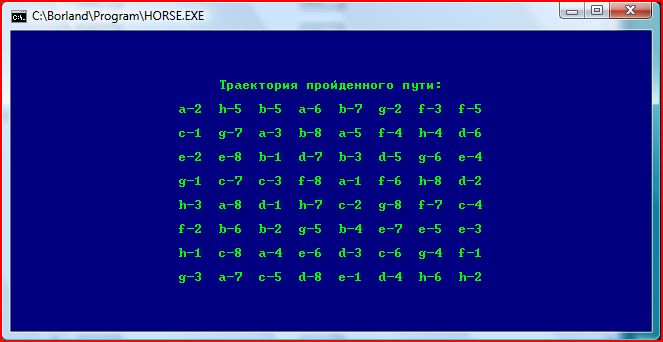 C:\Borland\Program\HORSE.EXE
Траектория пройденного пути:
a-2 h-5 b-5 a-6 b-7 g-2 f-3 f-5
c-1 g-7 a-3 b-8 a-5 f-4 h-4 d-6
e-2 e-8 b-1 d-7 b-3 d-5 g-6 e-4
g-1 c-7 c-3 f-8 a-1 f-6 h-8 d-2
h-3 a-8 d-1 h-7 c-2 g-8 f-7 c-4
f-2 b-6 b-2 g-5 b-4 e-7 e-5 e-3
h-1 c-8 a-4 e-6 d-3 c-6 g-4 f-1
g-3 a-7 c-5 d-8 e-1 d-4 h-6 h-2